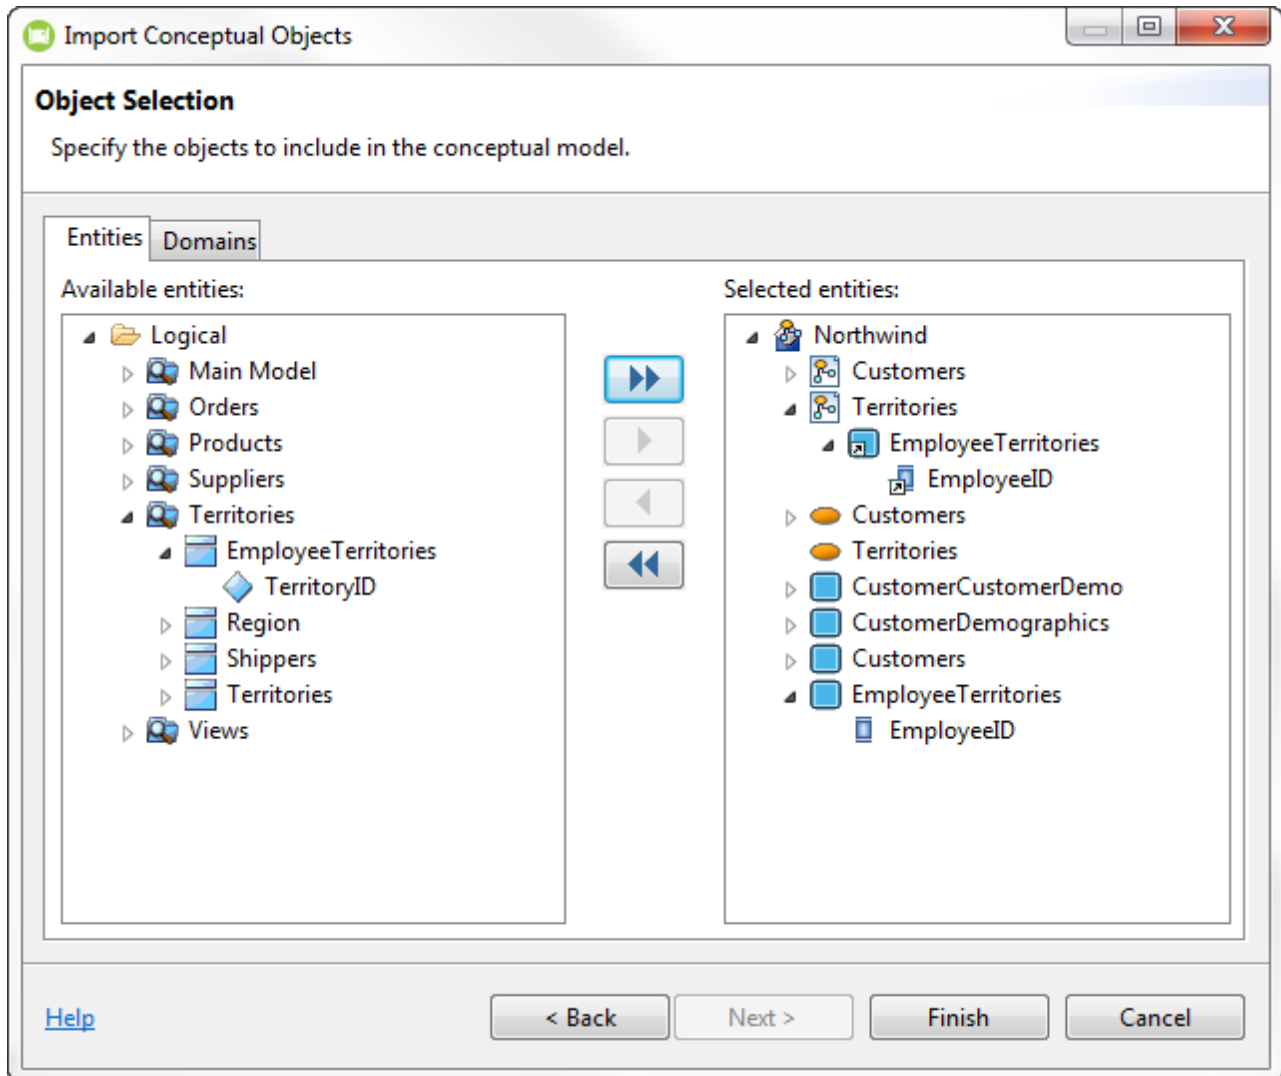 Import Conceptual Objects
Object Selection
Specify the objects to include in the conceptual model.
Entities
Domains
Available entities:
Logical
Main Model
Orders
Products
Suppliers
Territories
EmployeeTerritories
TerritoryID
Region
Shippers
Territories
Views
Selected entities:
Northwind
Customers
Territories
EmployeeTerritories
EmployeeID
Customers
Territories
CustomerCustomerDemo
CustomerDemographics
Customers
EmployeeTerritories
EmployeeID
Help
< Back
Next >
Finish
Cancel